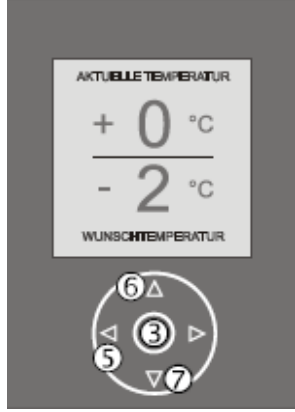 AKTUELLE TEMPERATUR
+ 0 °C
- 2 °C
WUNSCHTEMPERATUR
6
3
5
7